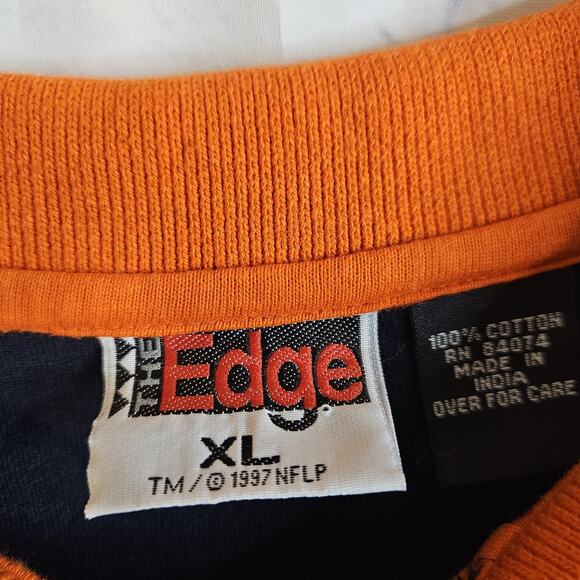 THE Edge
XL
TM/© 1997 NFLP
100% COTTON
RN 84074
MADE IN
INDIA
OVER FOR CARE